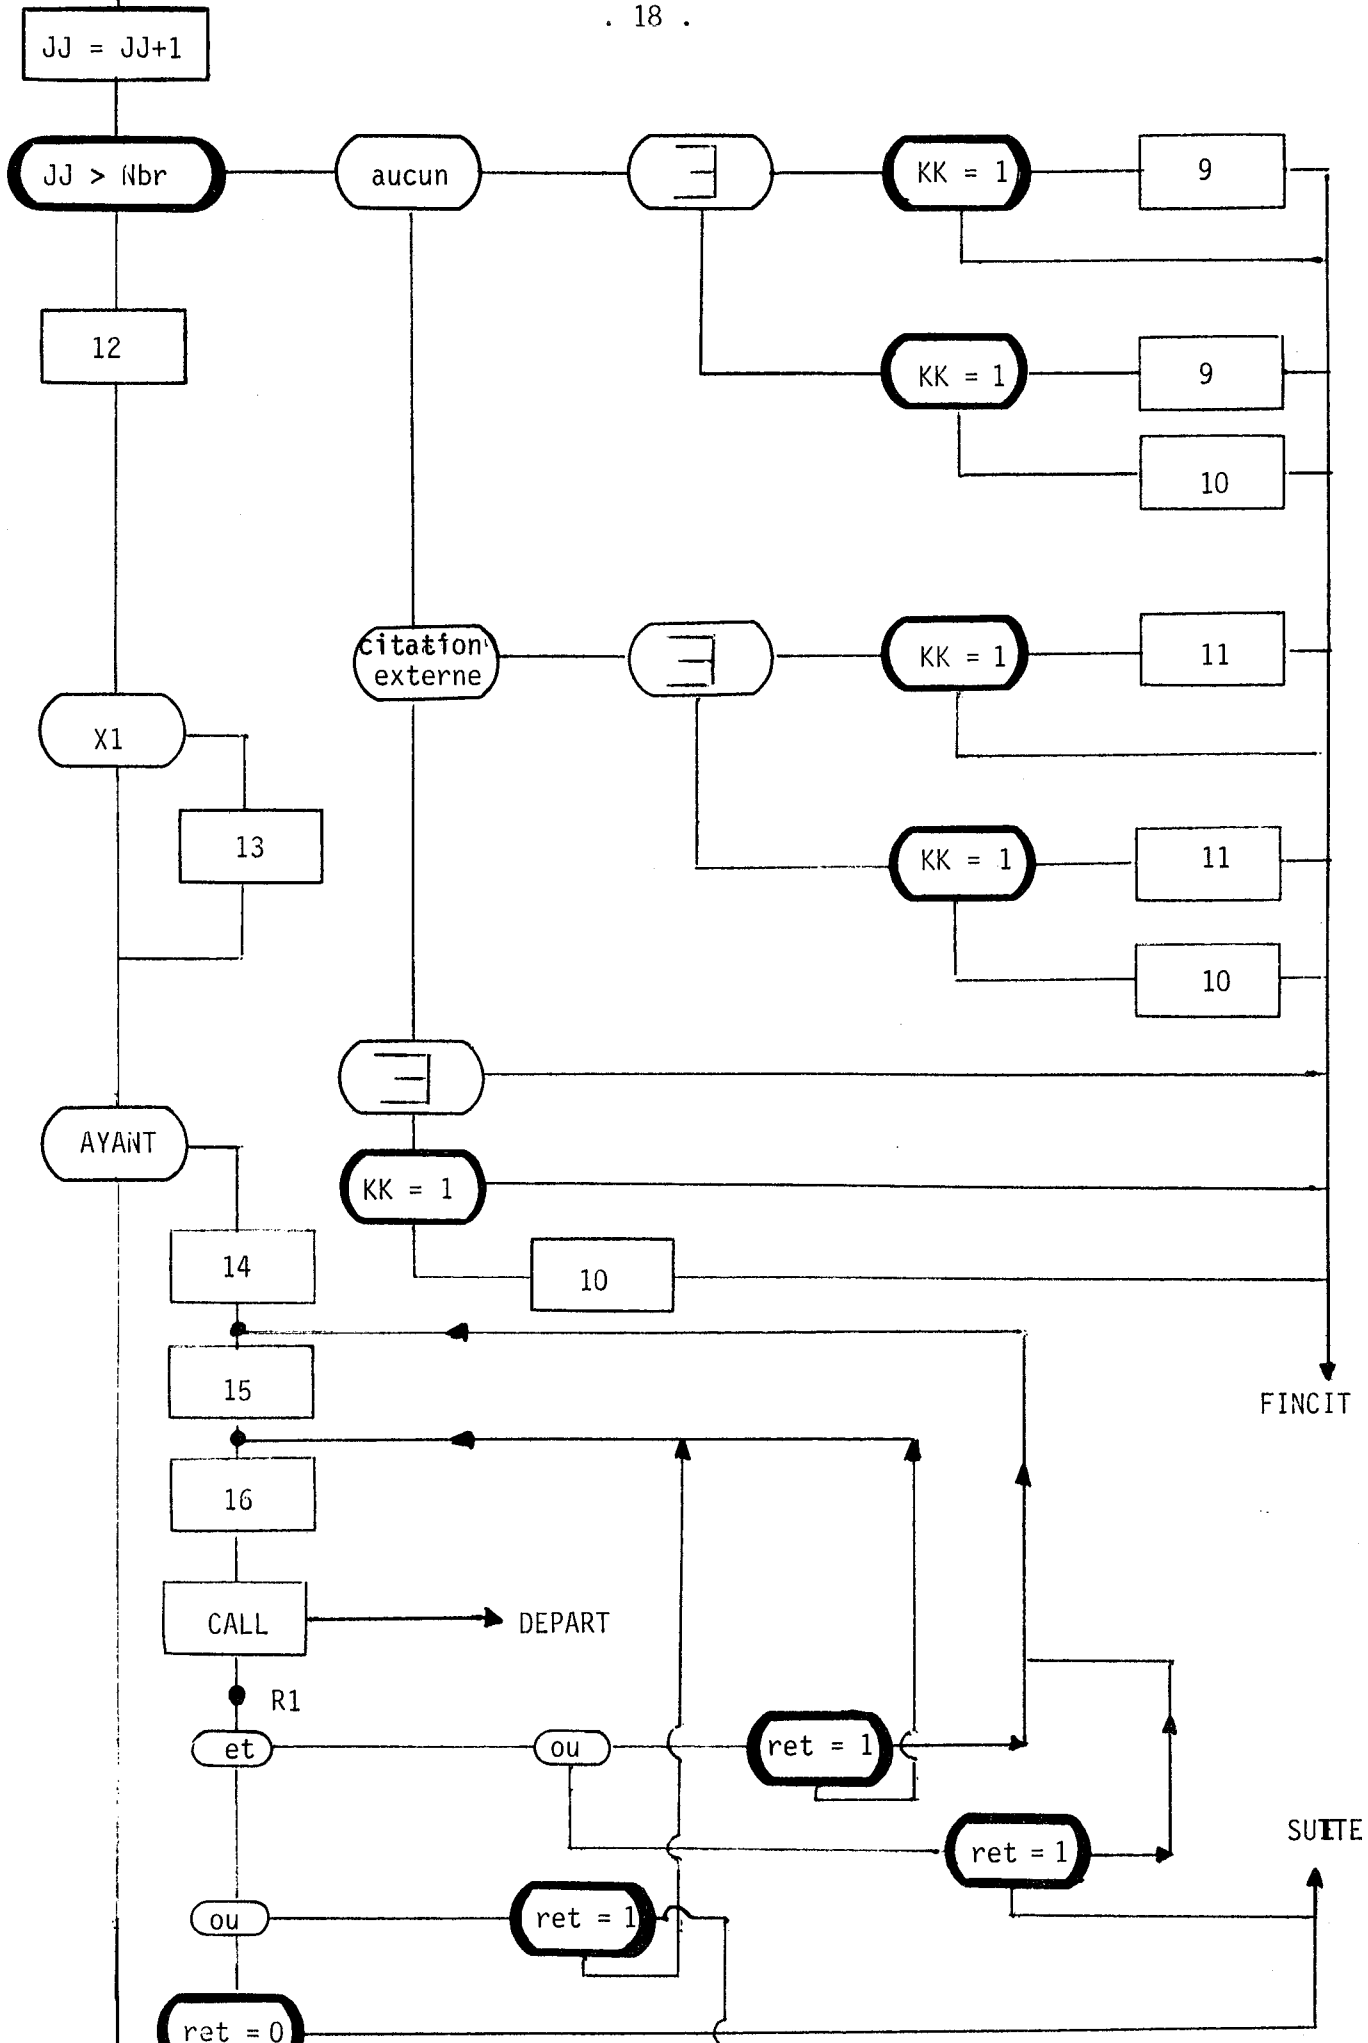 . 18 .
JJ = JJ+1
JJ > Nbr
aucun
KK = 1
9
12
KK = 1
9
10
citation
externe
KK = 1
11
X1
13
KK = 1
11
10
AYANT
KK = 1
14
10
15
FINCIT
16
CALL
DEPART
R1
et
ou
ret = 1
ret = 1
SUITE
ou
ret = 1
ret = 0